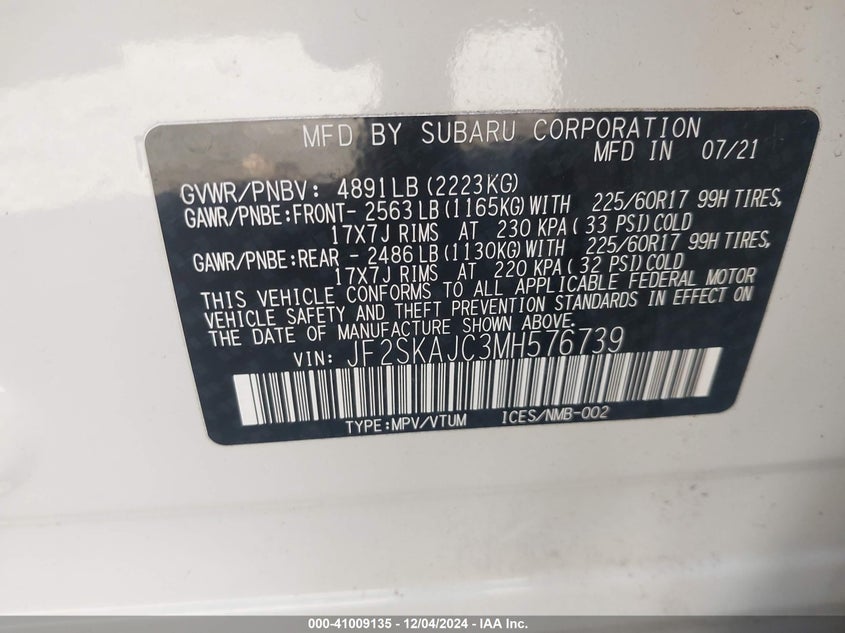 MFD BY SUBARU CORPORATION
MFD IN 07/21
GVWR/PNBV: 4891LB (2223KG)
GAWR/PNBE:FRONT- 2563LB (1165KG) WITH 225/60R17 99H TIRES,
17X7J RIMS AT 230 KPA ( 33 PSI) COLD
GAWR/PNBE:REAR - 2486LB (1130KG) WITH 225/60R17 99H TIRES,
17X7J RIMS AT 220 KPA ( 32 PSI) COLD
THIS VEHICLE CONFORMS TO ALL APPLICABLE FEDERAL MOTOR
VEHICLE SAFETY AND THEFT PREVENTION STANDARDS IN EFFECT ON
THE DATE OF MANUFACTURE SHOWN ABOVE.
VIN: JF2SKAJC3MH576739
TYPE:MPV/VTUM ICES/NMB-002
000-41009135 - 12/04/2024 - IAA Inc.